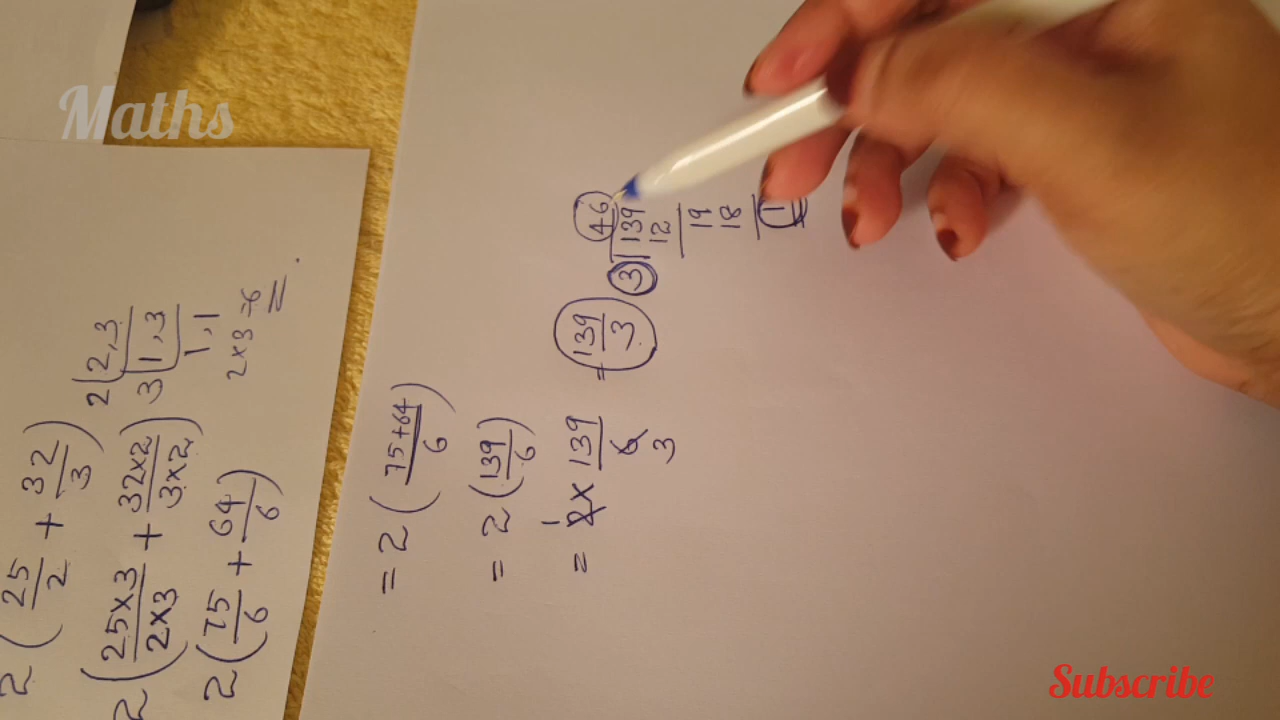 Maths
2 ( 25/2 + 32/3 )
2 ( 25×3/2×3 + 32×2/3×2 )
2 ( 75/6 + 64/6 )
2 | 2, 3
3 | 1, 3
1, 1
2×3=6
= 2 ( 75+64/6 )
= 2 ( 139/6 )
= 2 1 × 139/6 3 = 139/3
46
3 | 139
12
19
18
1
Subscribe